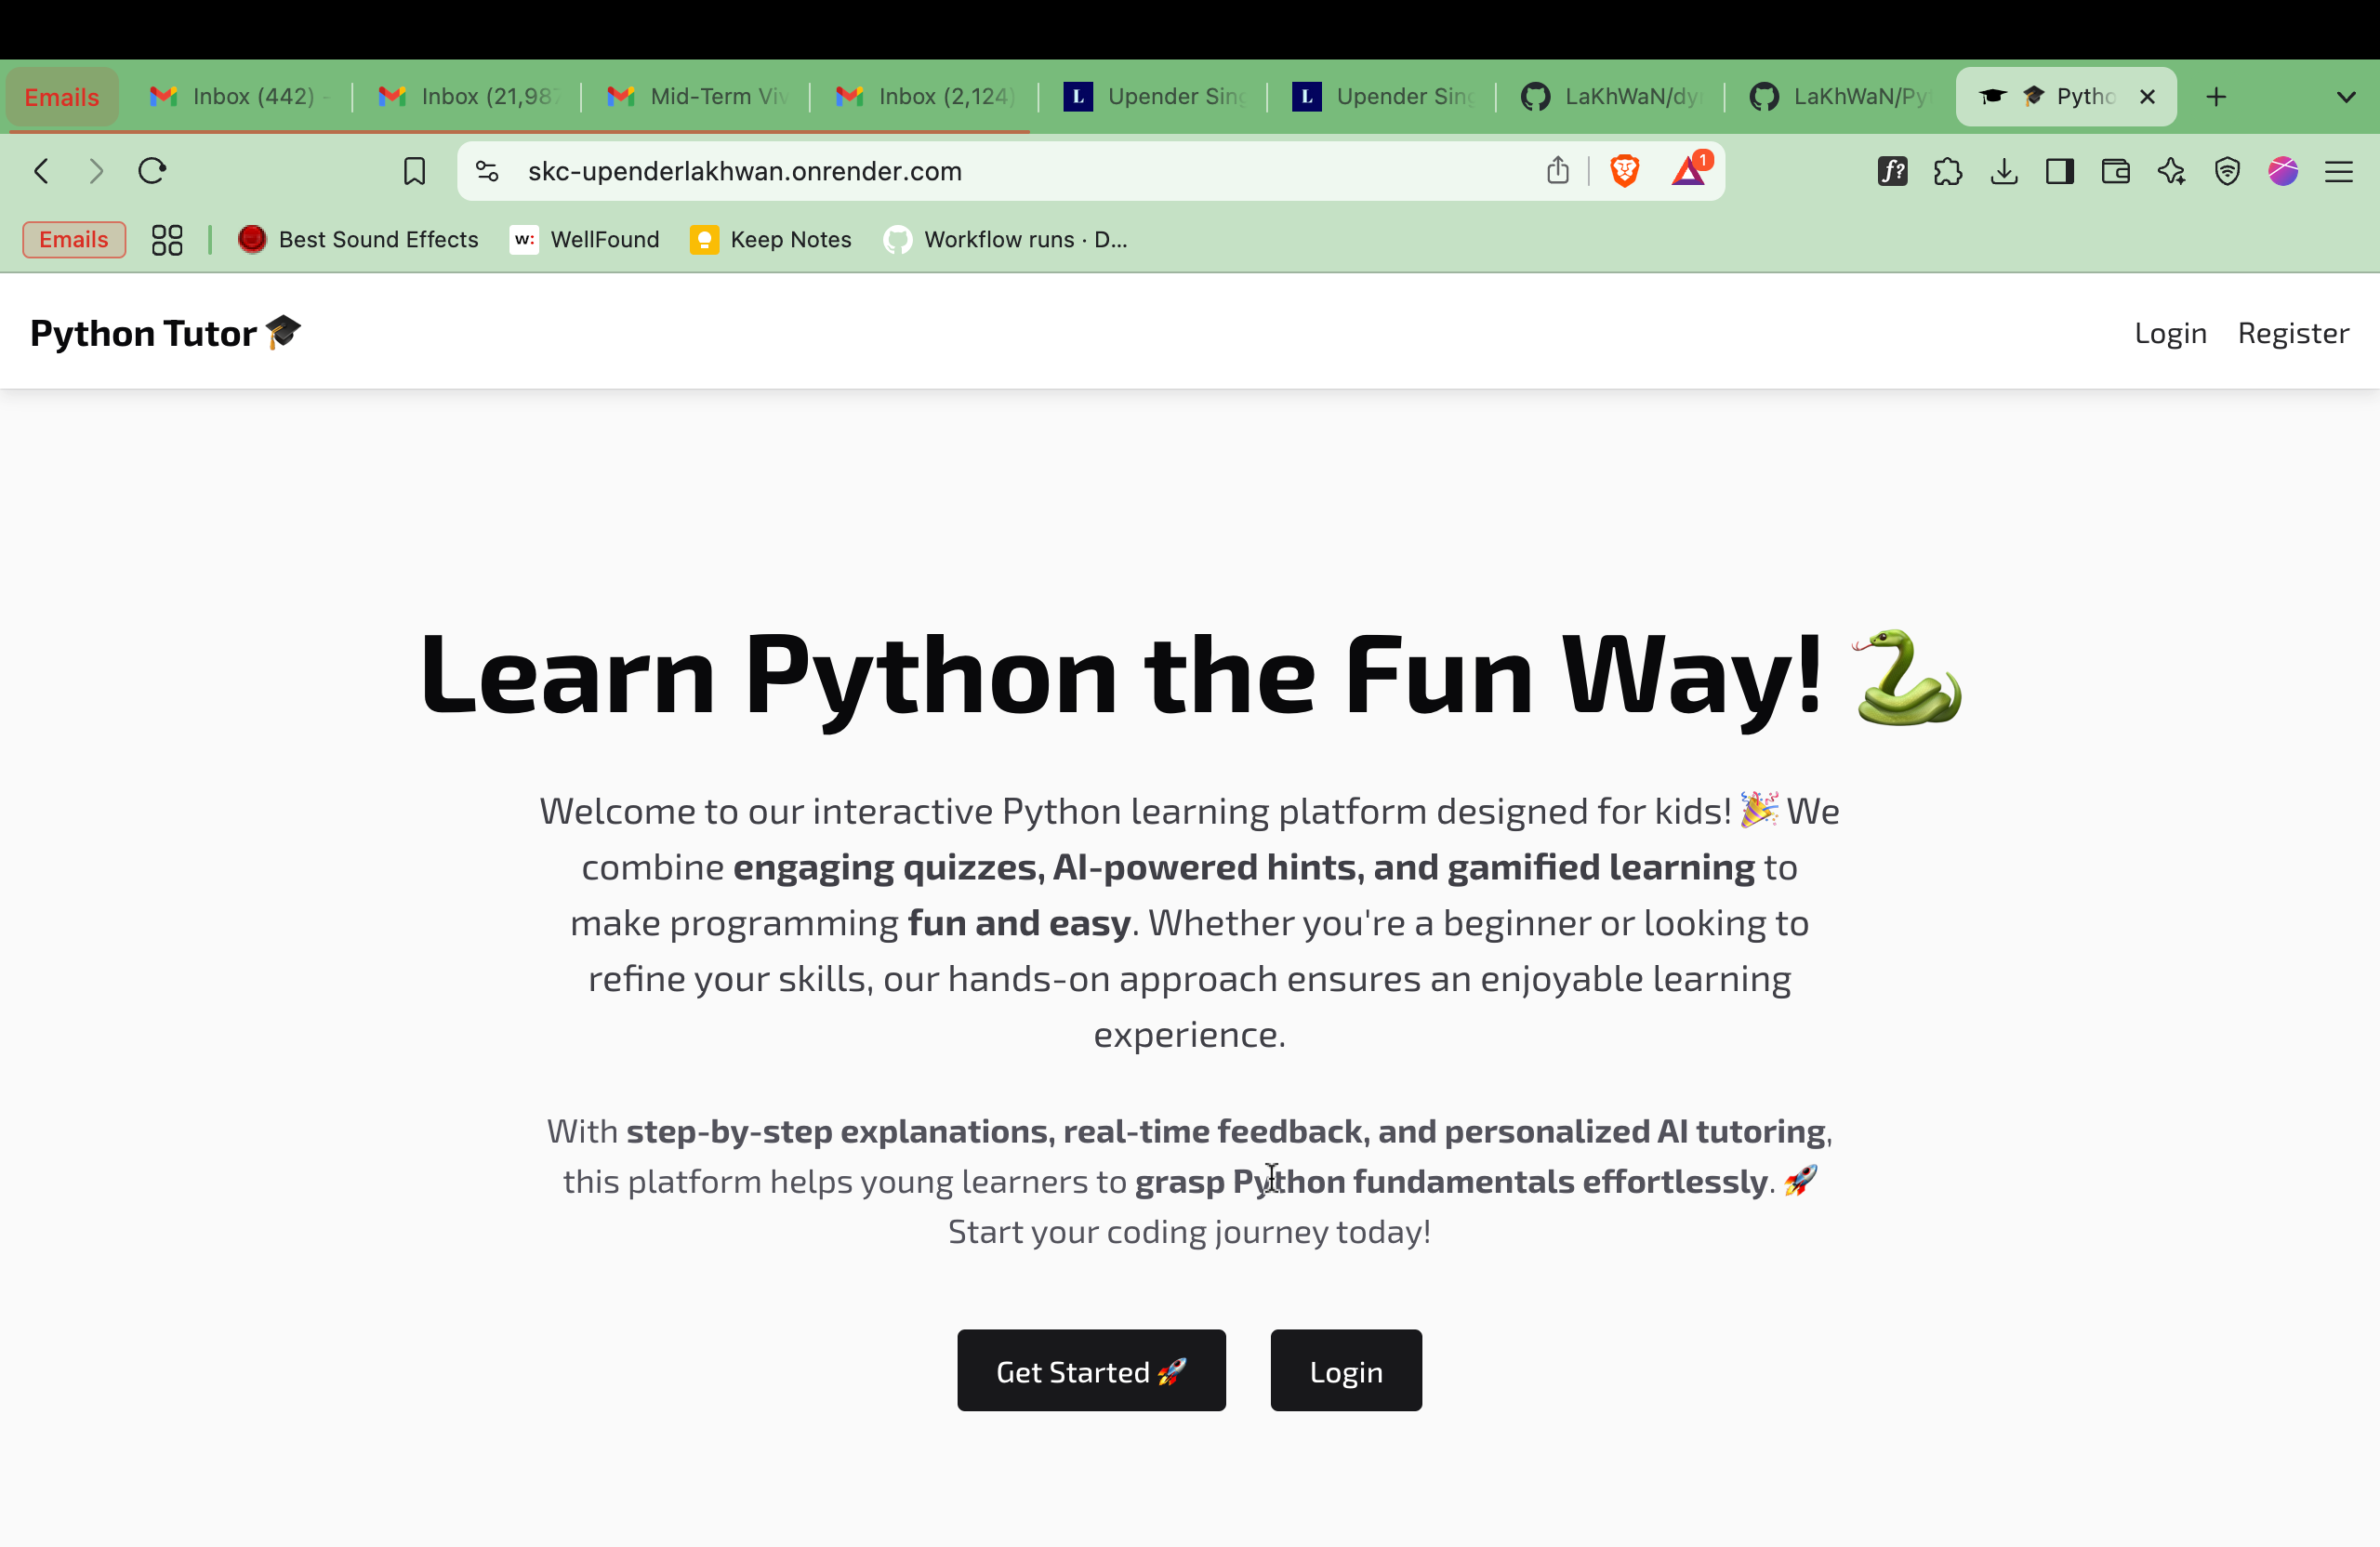 Emails
Inbox (442) -
Inbox (21,987
Mid-Term Viv
Inbox (2,124)
L Upender Sing
L Upender Sing
LaKhWaN/dyn
LaKhWaN/Pyt
🎓 Pytho
skc-upenderlakhwan.onrender.com
1
f?
Emails
Best Sound Effects
w: WellFound
Keep Notes
Workflow runs · D...
Python Tutor 🎓
Login Register
Learn Python the Fun Way! 🐍
Welcome to our interactive Python learning platform designed for kids! 🎉 We
combine engaging quizzes, AI-powered hints, and gamified learning to
make programming fun and easy. Whether you're a beginner or looking to
refine your skills, our hands-on approach ensures an enjoyable learning
experience.
With step-by-step explanations, real-time feedback, and personalized AI tutoring,
this platform helps young learners to grasp Python fundamentals effortlessly. 🚀
Start your coding journey today!
Get Started 🚀
Login